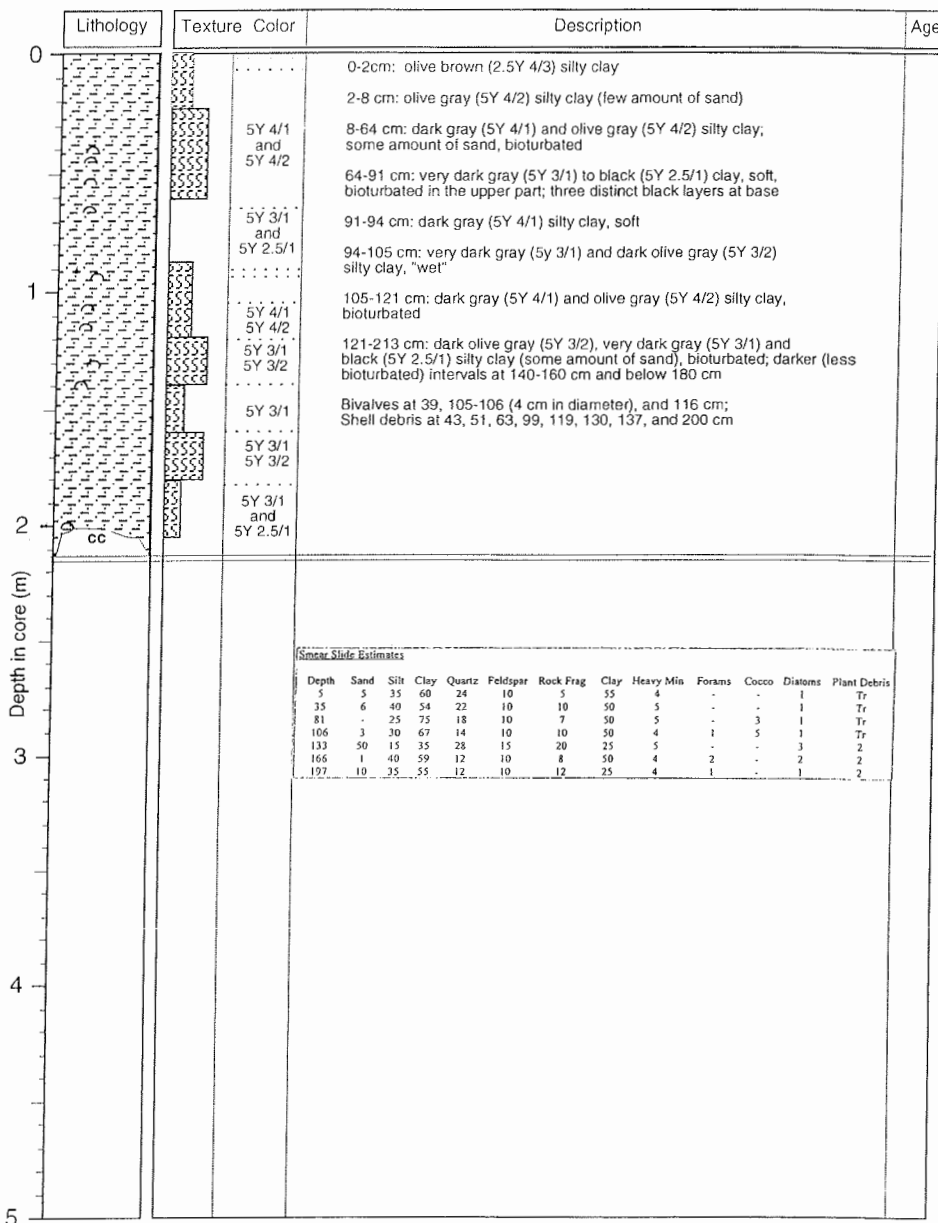 Lithology
Texture Color
Description
Age
0
1
2
3
4
5
Depth in core (m)
cc
5Y 4/1
and
5Y 4/2
5Y 3/1
and
5Y 2.5/1
5Y 4/1
5Y 4/2
5Y 3/1
5Y 3/2
5Y 3/1
5Y 3/1
5Y 3/2
5Y 3/1
and
5Y 2.5/1
0-2cm: olive brown (2.5Y 4/3) silty clay
2-8 cm: olive gray (5Y 4/2) silty clay (few amount of sand)
8-64 cm: dark gray (5Y 4/1) and olive gray (5Y 4/2) silty clay;
some amount of sand, bioturbated
64-91 cm: very dark gray (5Y 3/1) to black (5Y 2.5/1) clay, soft,
bioturbated in the upper part; three distinct black layers at base
91-94 cm: dark gray (5Y 4/1) silty clay, soft
94-105 cm: very dark gray (5y 3/1) and dark olive gray (5Y 3/2)
silty clay, "wet"
105-121 cm: dark gray (5Y 4/1) and olive gray (5Y 4/2) silty clay,
bioturbated
121-213 cm: dark olive gray (5Y 3/2), very dark gray (5Y 3/1) and
black (5Y 2.5/1) silty clay (some amount of sand), bioturbated; darker (less
bioturbated) intervals at 140-160 cm and below 180 cm
Bivalves at 39, 105-106 (4 cm in diameter), and 116 cm;
Shell debris at 43, 51, 63, 99, 119, 130, 137, and 200 cm
Smear Slide Estimates
Depth Sand Silt Clay Quartz Feldspar Rock Frag Clay Heavy Min Forams Cocco Diatoms Plant Debris
5 5 35 60 24 10 5 55 4 - - 1 Tr
35 6 40 54 22 10 10 50 5 - - 1 Tr
81 - 25 75 18 10 7 50 5 - 3 1 Tr
106 3 30 67 14 10 10 50 4 1 5 1 Tr
133 50 15 35 28 15 20 25 5 - - 3 2
166 1 40 59 12 10 8 50 4 2 - 2 2
197 10 35 55 12 10 12 25 4 1 - 1 2